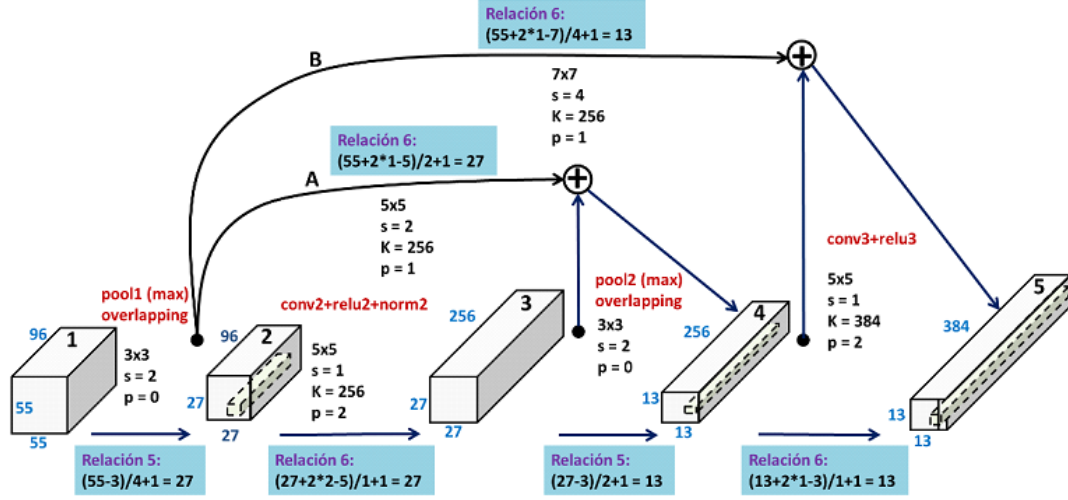 Relación 6:
(55+2*1-7)/4+1 = 13
B
7x7
s = 4
K = 256
p = 1
Relación 6:
(55+2*1-5)/2+1 = 27
A
5x5
s = 2
K = 256
p = 1
pool1 (max)
overlapping
conv2+relu2+norm2
pool2 (max)
overlapping
conv3+relu3
96
1
55
55
3x3
s = 2
p = 0
96
2
27
27
5x5
s = 1
K = 256
p = 2
256
3
27
27
3x3
s = 2
p = 0
256
4
13
13
5x5
s = 1
K = 384
p = 2
384
5
13
13
Relación 5:
(55-3)/4+1 = 27
Relación 6:
(27+2*2-5)/1+1 = 27
Relación 5:
(27-3)/2+1 = 13
Relación 6:
(13+2*1-3)/1+1 = 13